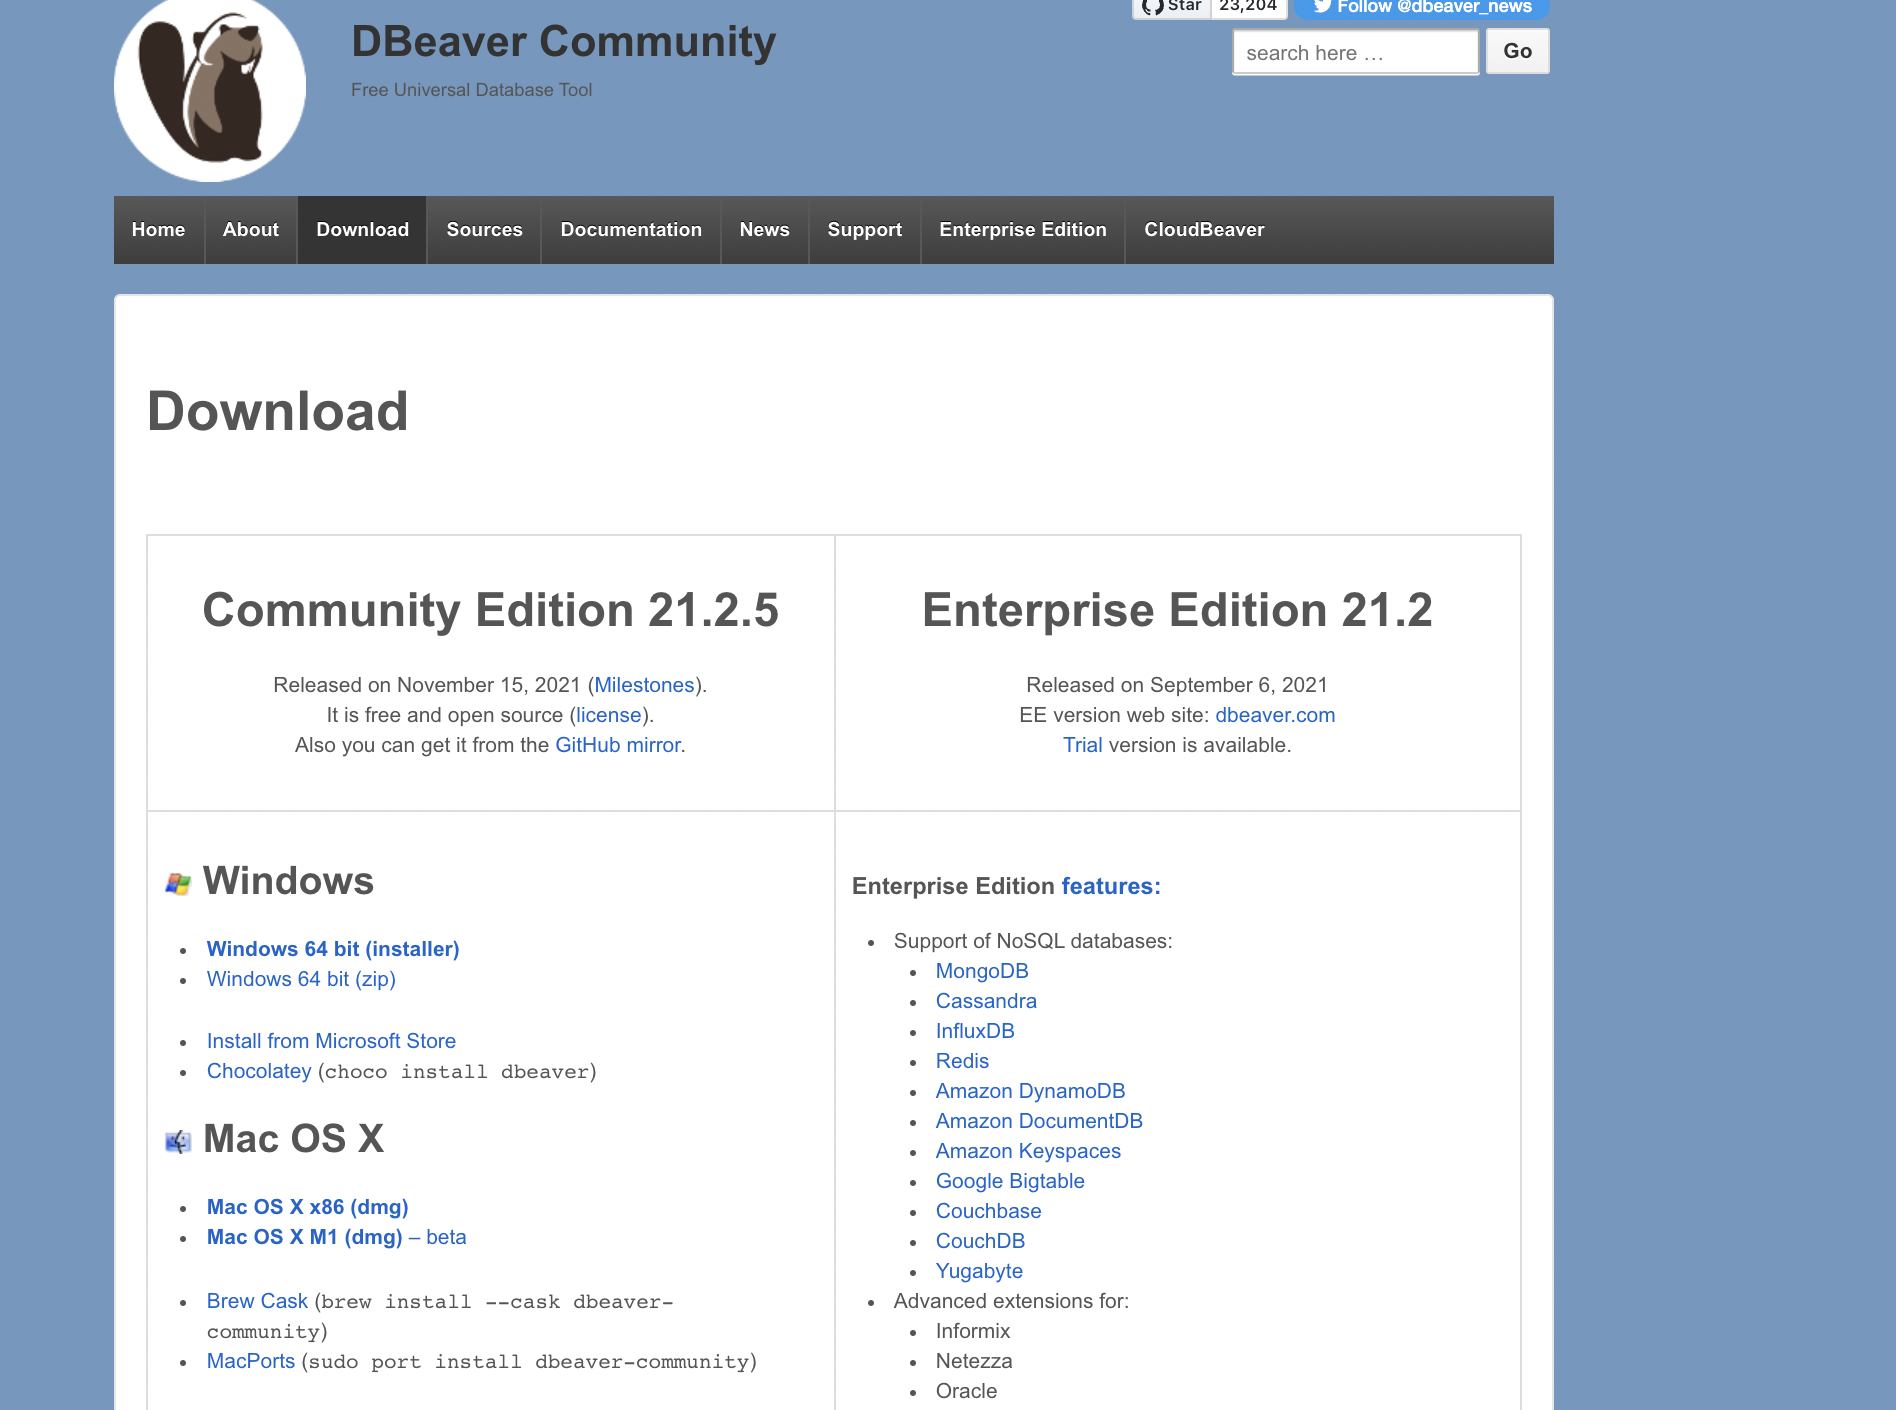 Star 23,204 Follow @dbeaver_news
DBeaver Community
search here … Go
Free Universal Database Tool
Home About Download Sources Documentation News Support Enterprise Edition CloudBeaver
Download
Community Edition 21.2.5
Released on November 15, 2021 (Milestones).
It is free and open source (license).
Also you can get it from the GitHub mirror.
Enterprise Edition 21.2
Released on September 6, 2021
EE version web site: dbeaver.com
Trial version is available.
Windows
Windows 64 bit (installer)
Windows 64 bit (zip)
Install from Microsoft Store
Chocolatey (choco install dbeaver)
Mac OS X
Mac OS X x86 (dmg)
Mac OS X M1 (dmg) – beta
Brew Cask (brew install --cask dbeaver-
community)
MacPorts (sudo port install dbeaver-community)
Enterprise Edition features:
Support of NoSQL databases:
MongoDB
Cassandra
InfluxDB
Redis
Amazon DynamoDB
Amazon DocumentDB
Amazon Keyspaces
Google Bigtable
Couchbase
CouchDB
Yugabyte
Advanced extensions for:
Informix
Netezza
Oracle